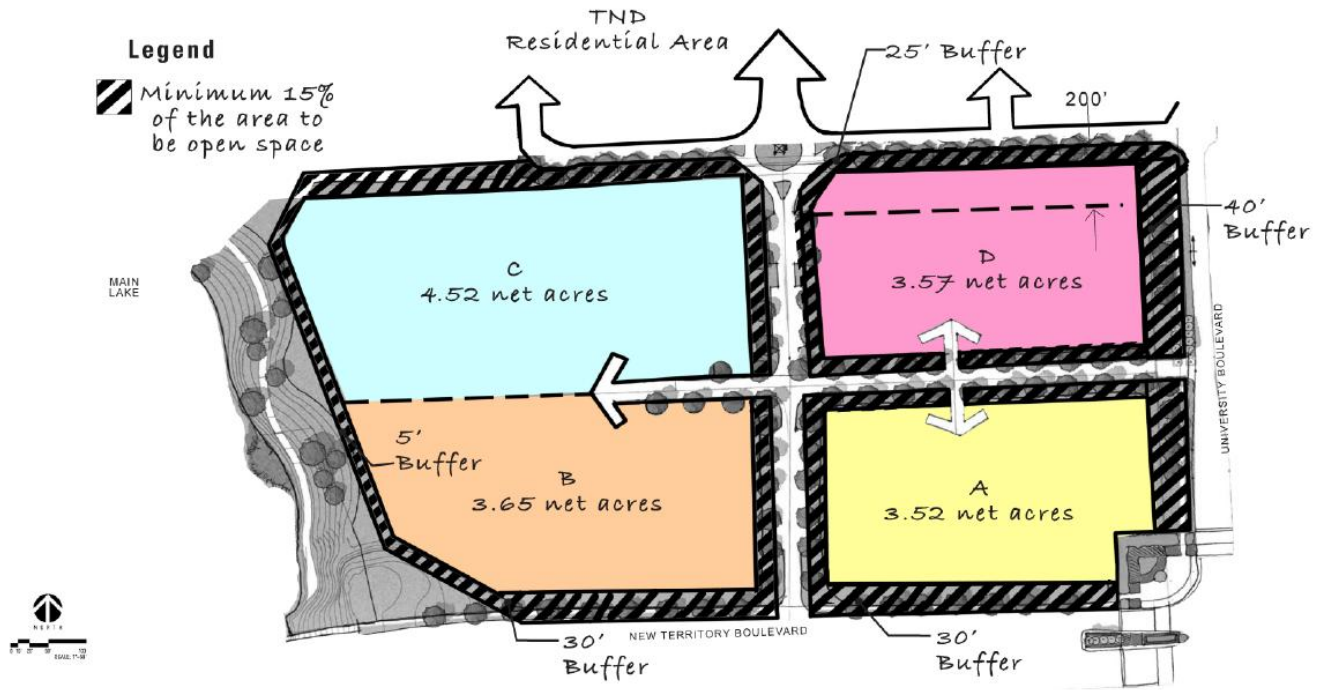 TND
Residential Area
Legend
Minimum 15%
of the area to
be open space
25' Buffer
200'
40'
Buffer
MAIN
LAKE
C
4.52 net acres
D
3.57 net acres
UNIVERSITY BOULEVARD
5'
Buffer
B
3.65 net acres
A
3.52 net acres
NORTH
30'
Buffer
NEW TERRITORY BOULEVARD
30'
Buffer